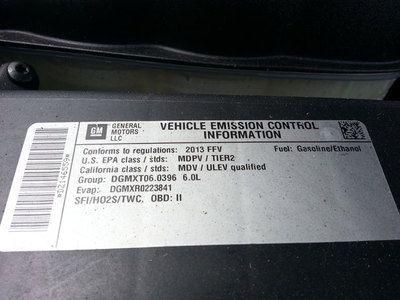 GM
GENERAL
MOTORS
LLC
VEHICLE EMISSION CONTROL
INFORMATION
Conforms to regulations: 2013 FFV
Fuel: Gasoline/Ethanol
U.S. EPA class / stds: MDPV / TIER2
California class / stds: MDV / ULEV qualified
Group: DGMXT06.0396 6.0L
Evap: DGMXR0223841
SFI/HO2S/TWC, OBD: II